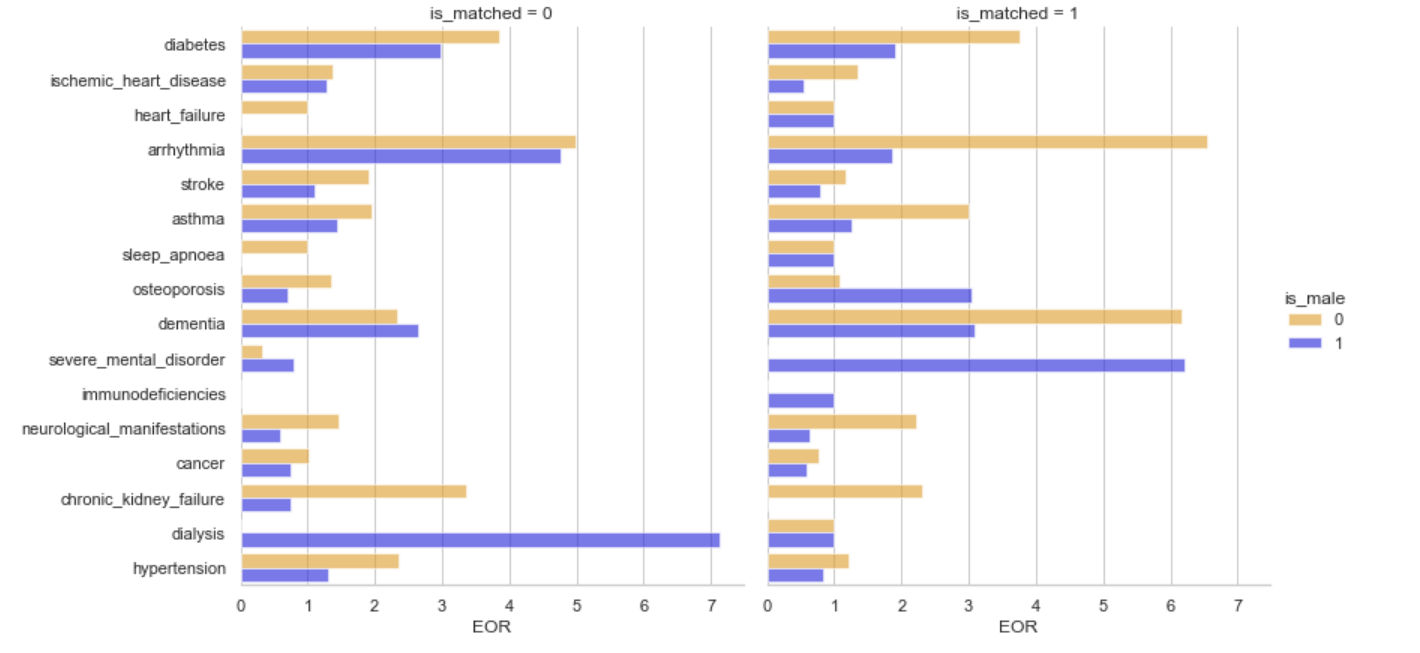 is_matched = 0
is_matched = 1
diabetes
ischemic_heart_disease
heart_failure
arrhythmia
stroke
asthma
sleep_apnoea
osteoporosis
dementia
severe_mental_disorder
immunodeficiencies
neurological_manifestations
cancer
chronic_kidney_failure
dialysis
hypertension
0 1 2 3 4 5 6 7
EOR
0 1 2 3 4 5 6 7
EOR
is_male
0
1